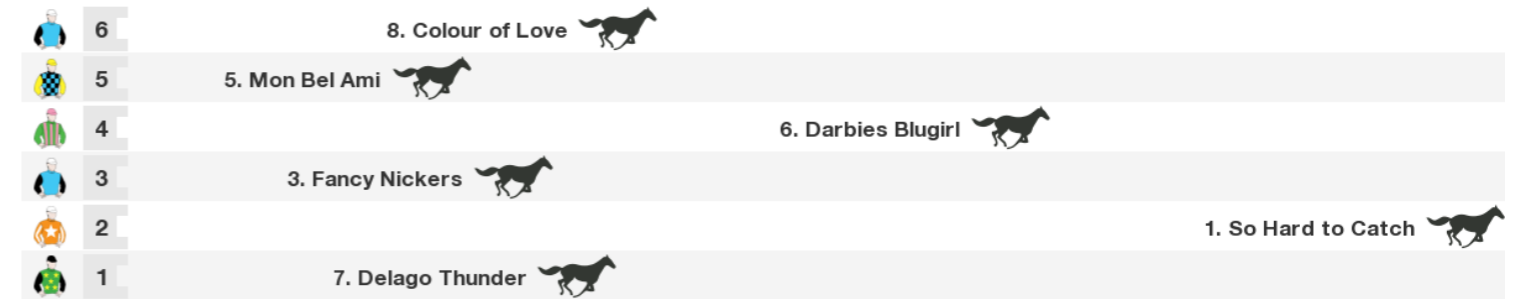 6 8. Colour of Love
5 5. Mon Bel Ami
4 6. Darbies Blugirl
3 3. Fancy Nickers
2 1. So Hard to Catch
1 7. Delago Thunder